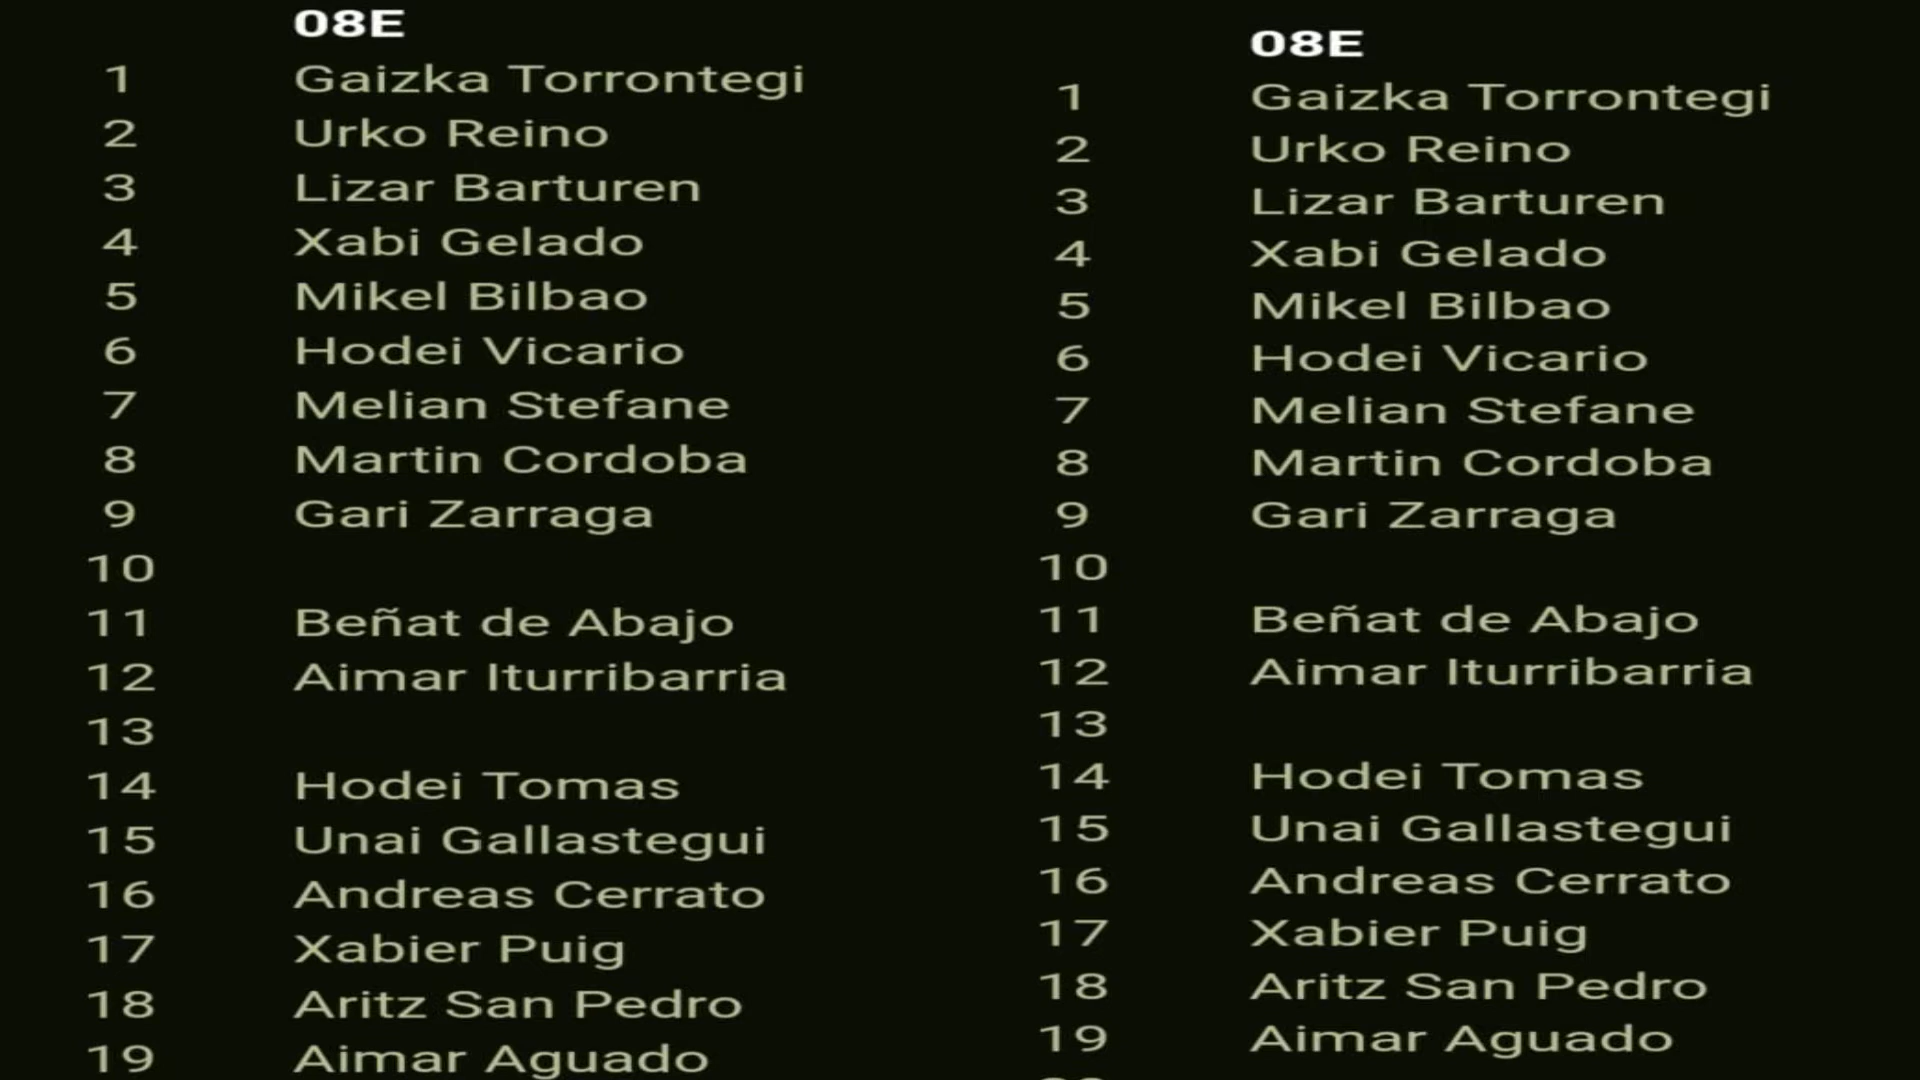 08E
1 Gaizka Torrontegi
2 Urko Reino
3 Lizar Barturen
4 Xabi Gelado
5 Mikel Bilbao
6 Hodei Vicario
7 Melian Stefane
8 Martin Cordoba
9 Gari Zarraga
10
11 Beñat de Abajo
12 Aimar Iturribarria
13
14 Hodei Tomas
15 Unai Gallastegui
16 Andreas Cerrato
17 Xabier Puig
18 Aritz San Pedro
19 Aimar Aguado
08E
1 Gaizka Torrontegi
2 Urko Reino
3 Lizar Barturen
4 Xabi Gelado
5 Mikel Bilbao
6 Hodei Vicario
7 Melian Stefane
8 Martin Cordoba
9 Gari Zarraga
10
11 Beñat de Abajo
12 Aimar Iturribarria
13
14 Hodei Tomas
15 Unai Gallastegui
16 Andreas Cerrato
17 Xabier Puig
18 Aritz San Pedro
19 Aimar Aguado